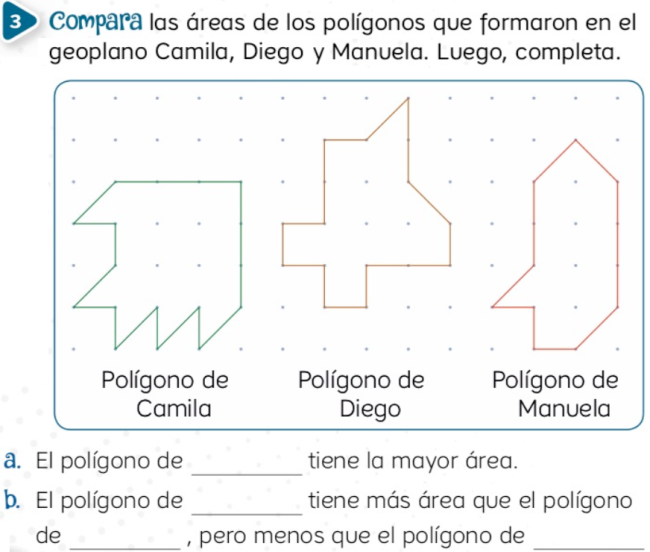 3 Compara las áreas de los polígonos que formaron en el
geoplano Camila, Diego y Manuela. Luego, completa.
Polígono de
Camila
Polígono de
Diego
Polígono de
Manuela
a. El polígono de __________ tiene la mayor área.
b. El polígono de __________ tiene más área que el polígono
de __________, pero menos que el polígono de __________